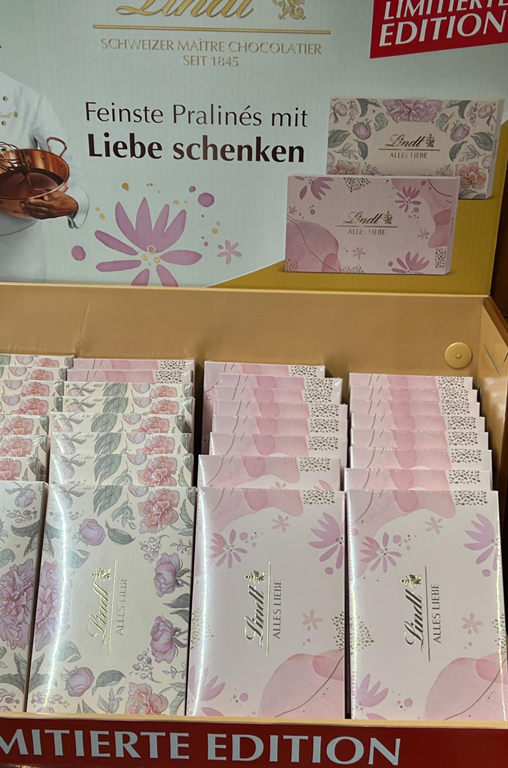 Lindt
SCHWEIZER MAÎTRE CHOCOLATIER
SEIT 1845
LIMITIERTE
EDITION
Feinste Pralinés mit
Liebe schenken
Lindt
ALLES LIEBE
Lindt
ALLES LIEBE
Lindt
ALLES LIEBE
Lindt
ALLES LIEBE
Lindt
ALLES LIEBE
MITIERTE EDITION